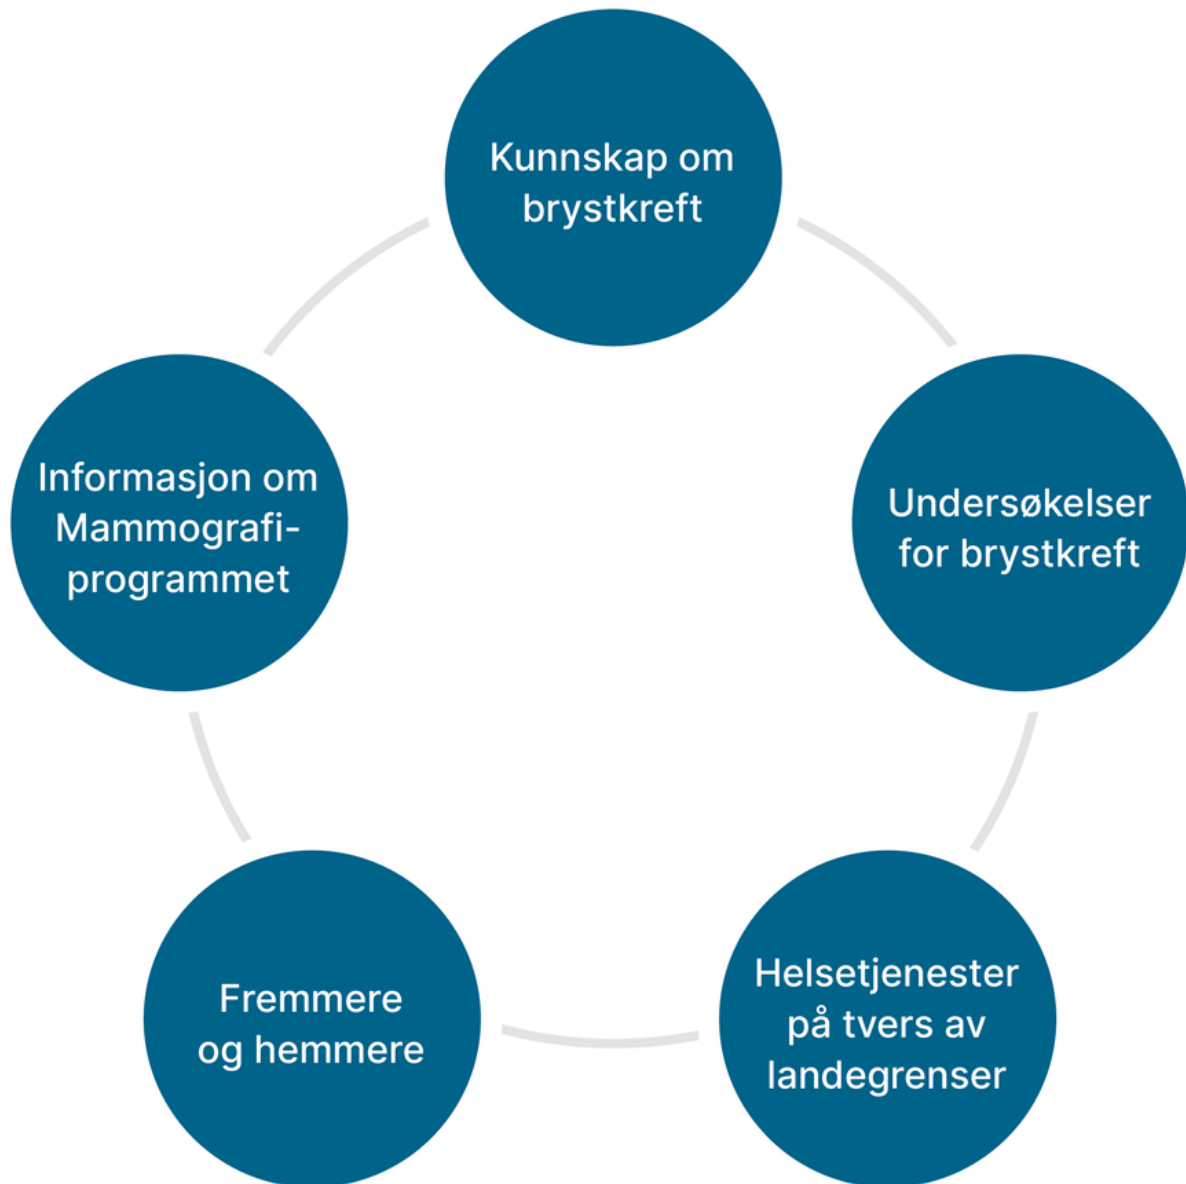 Kunnskap om
brystkreft
Undersøkelser
for brystkreft
Helsetjenester
på tvers av
landegrenser
Fremmere
og hemmere
Informasjon om
Mammografi-
programmet